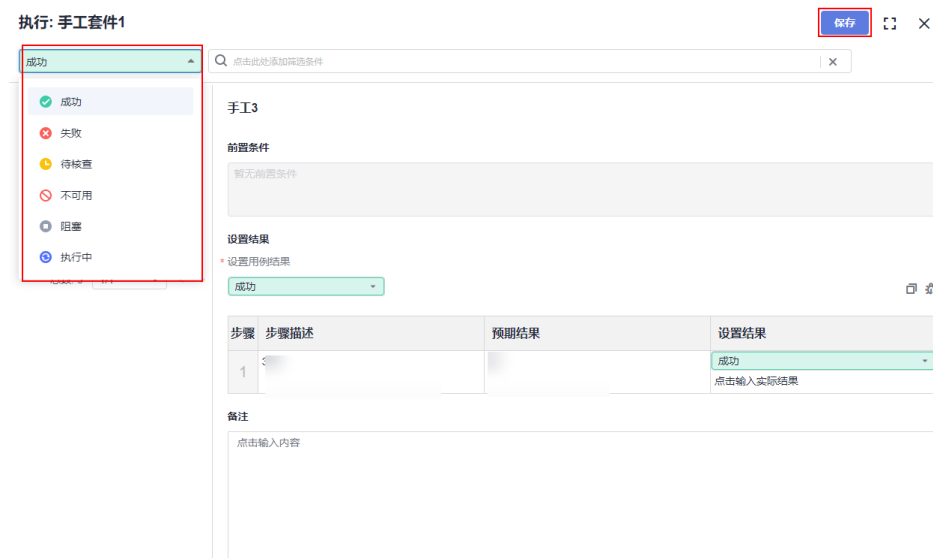 执行: 手工套件1
保存
成功
点击此处添加筛选条件
成功
失败
待核查
不可用
阻塞
执行中
手工3
前置条件
暂无前置条件
设置结果
* 设置用例结果
成功
步骤 步骤描述 预期结果 设置结果
1
成功
点击输入实际结果
备注
点击输入内容